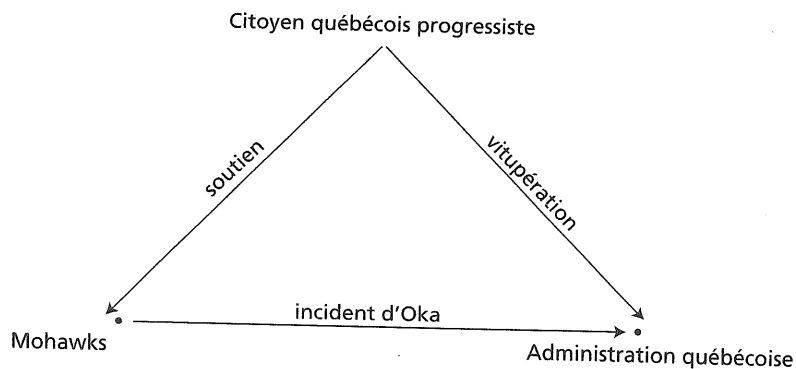 Citoyen québécois progressiste
soutien
vitupération
incident d'Oka
Mohawks
Administration québécoise